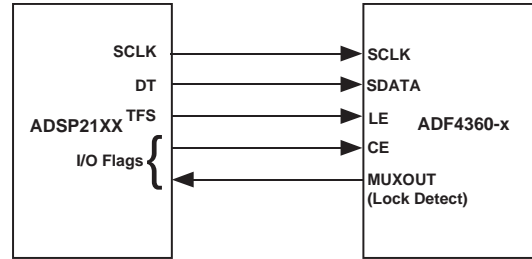 SCLK
DT
TFS
ADSP21XX
I/O Flags
SCLK
SDATA
LE
CE
MUXOUT
(Lock Detect)
ADF4360-x